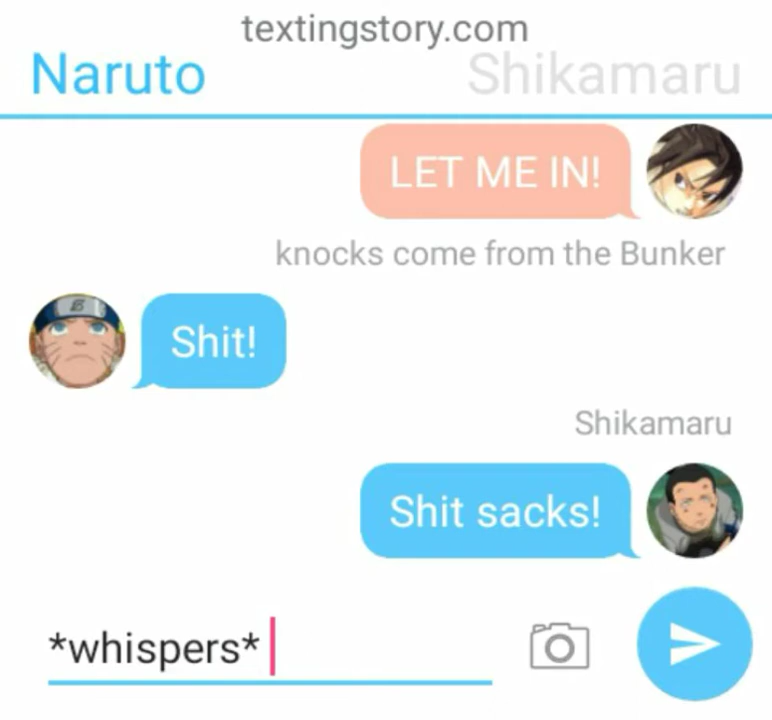 textingstory.com
Naruto Shikamaru
LET ME IN!
knocks come from the Bunker
Shit!
Shikamaru
Shit sacks!
*whispers*